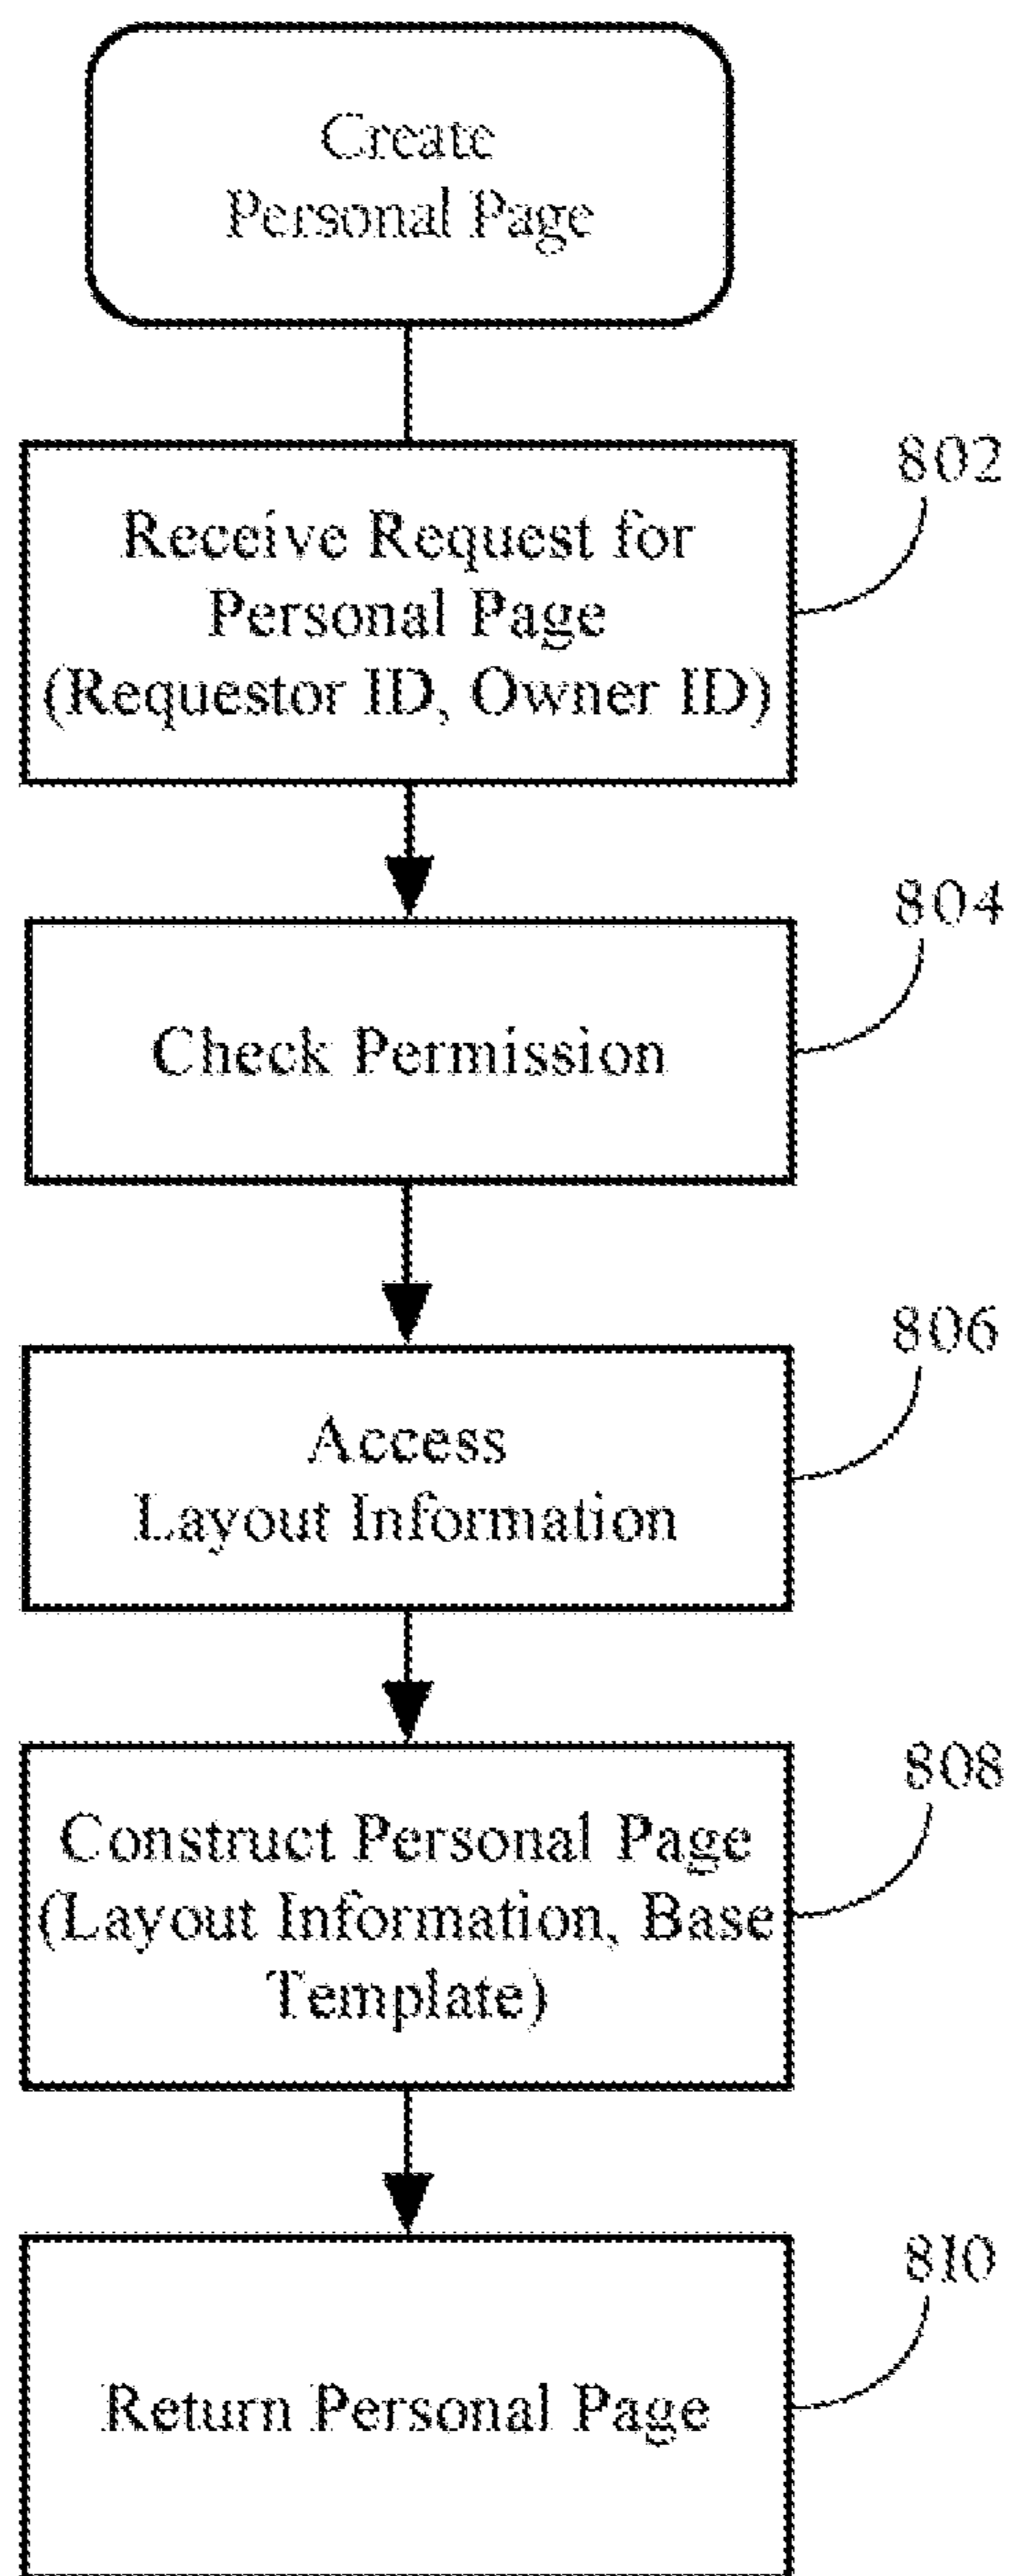 Create
Personal Page
802
Receive Request for
Personal Page
(Requestor ID, Owner ID)
804
Check Permission
806
Access
Layout Information
808
Construct Personal Page
(Layout Information, Base
Template)
810
Return Personal Page